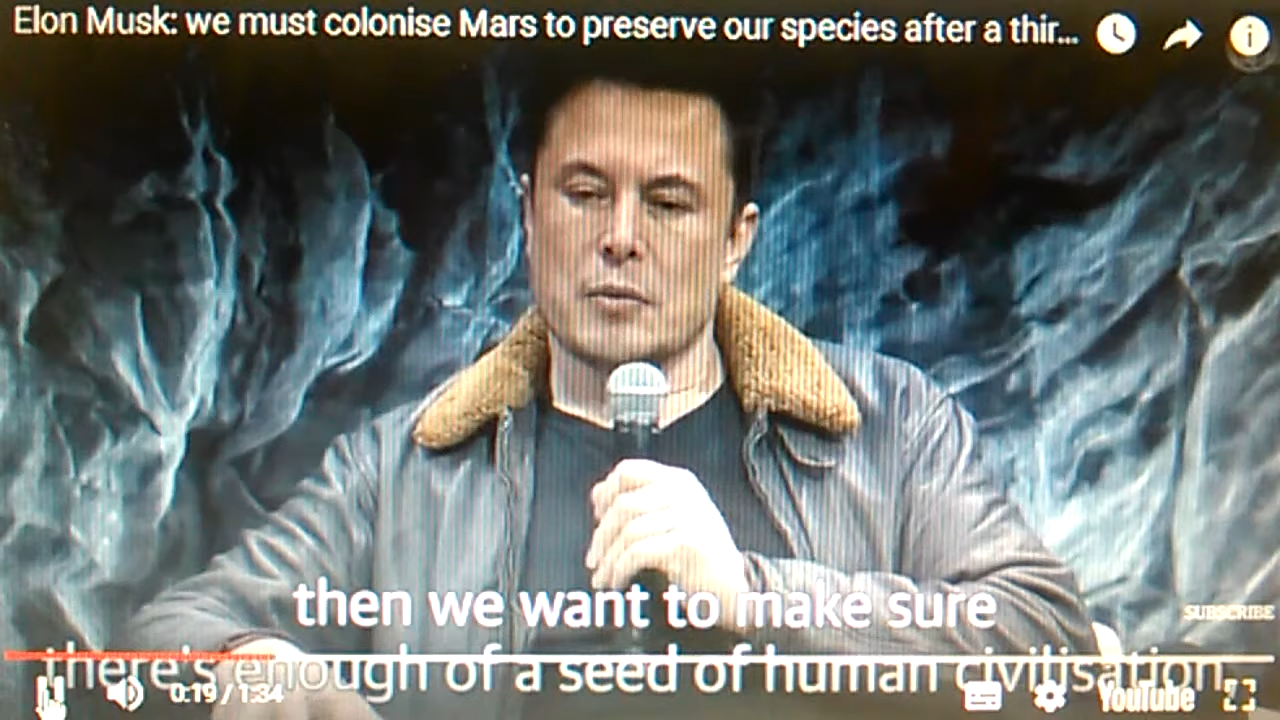 Elon Musk: we must colonise Mars to preserve our species after a thir...
then we want to make sure
SUBSCRIBE
there's enough of a seed of human civilisation
0:19 / 1:34
YouTube